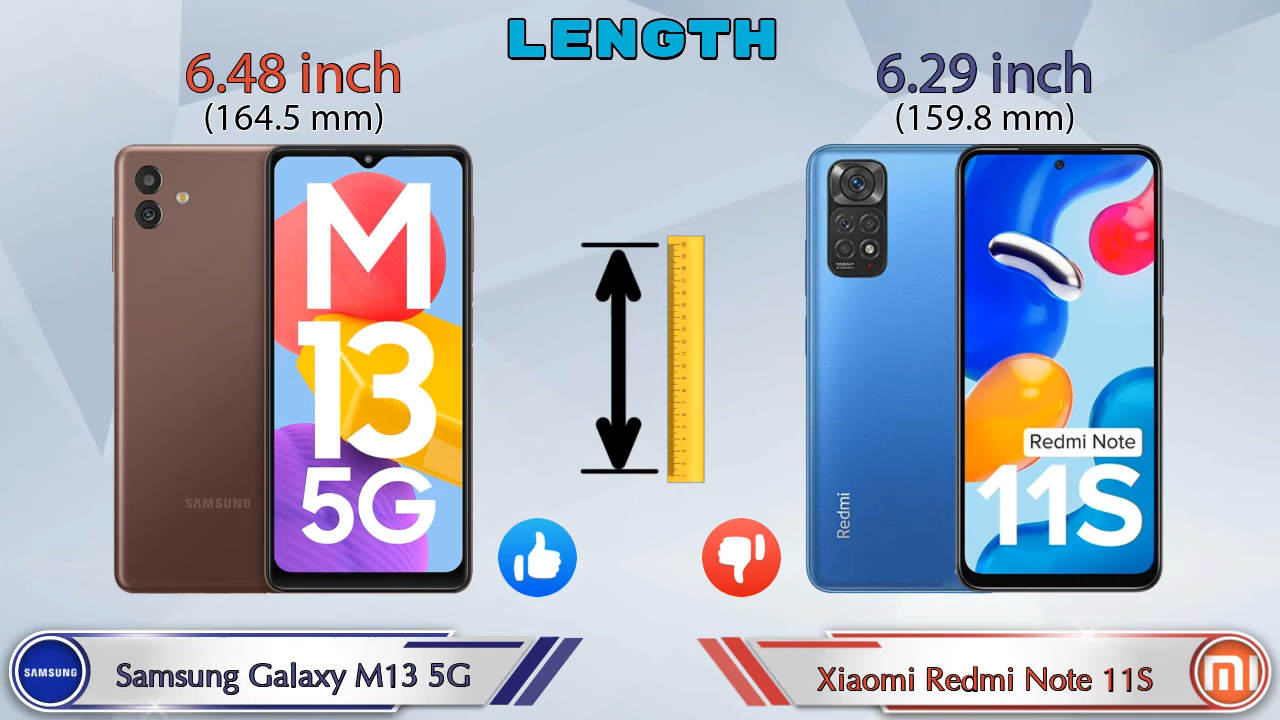 LENGTH
6.48 inch
(164.5 mm)
6.29 inch
(159.8 mm)
M
13
5G
SAMSUNG
108MP
Redmi
Redmi Note
11S
SAMSUNG
Samsung Galaxy M13 5G
Xiaomi Redmi Note 11S